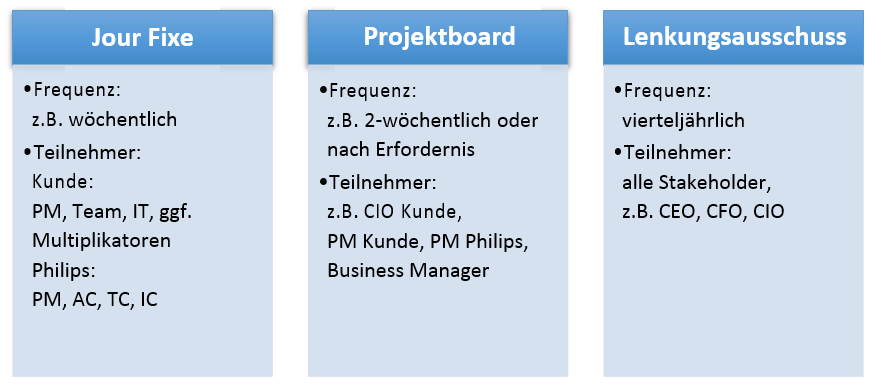 Jour Fixe
•Frequenz:
z.B. wöchentlich
•Teilnehmer:
Kunde:
PM, Team, IT, ggf.
Multiplikatoren
Philips:
PM, AC, TC, IC
Projektboard
•Frequenz:
z.B. 2-wöchentlich oder
nach Erfordernis
•Teilnehmer:
z.B. CIO Kunde,
PM Kunde, PM Philips,
Business Manager
Lenkungsausschuss
•Frequenz:
vierteljährlich
•Teilnehmer:
alle Stakeholder,
z.B. CEO, CFO, CIO